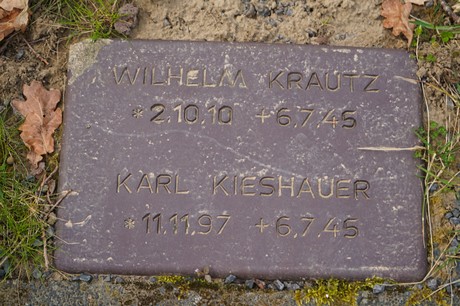 WILHELM KRAUTZ
*2.10.10 +6.7.45
KARL KIESHAUER
*11.11.97 +6.7.45